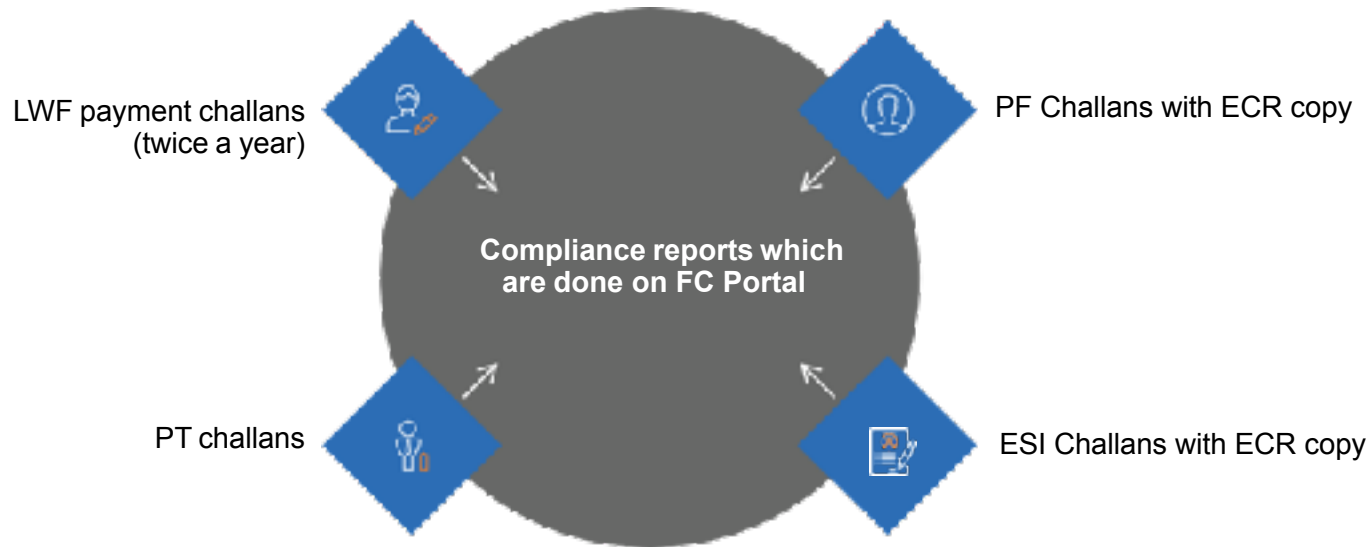 LWF payment challans
(twice a year)
PF Challans with ECR copy
Compliance reports which
are done on FC Portal
PT challans
ESI Challans with ECR copy